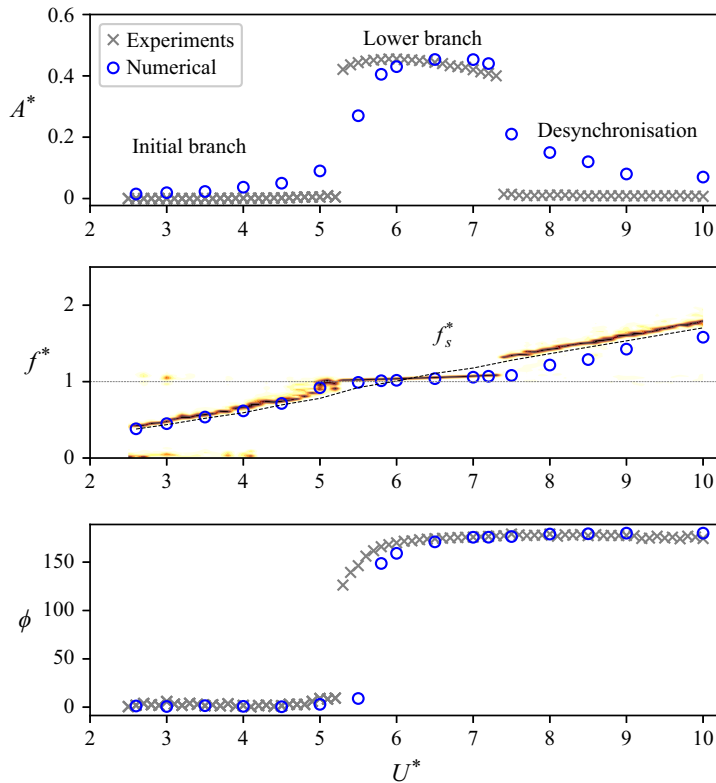 0.6
Experiments
Numerical
Lower branch
0.4
A*
Initial branch
Desynchronisation
0.2
0
2 3 4 5 6 7 8 9 10
2
f*
f*s
1
0
2 3 4 5 6 7 8 9 10
150
100
ϕ
50
0
2 3 4 5 6 7 8 9 10
U*